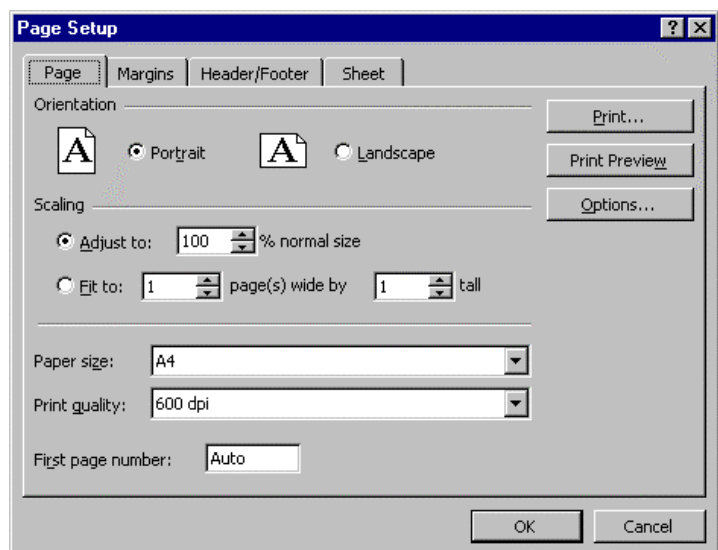 Page Setup ? ×
Page Margins Header/Footer Sheet
Orientation
Print...
A Portrait A Landscape
Print Preview
Scaling
Options...
Adjust to: 100 % normal size
Fit to: 1 page(s) wide by 1 tall
Paper size: A4
Print quality: 600 dpi
First page number: Auto
OK Cancel